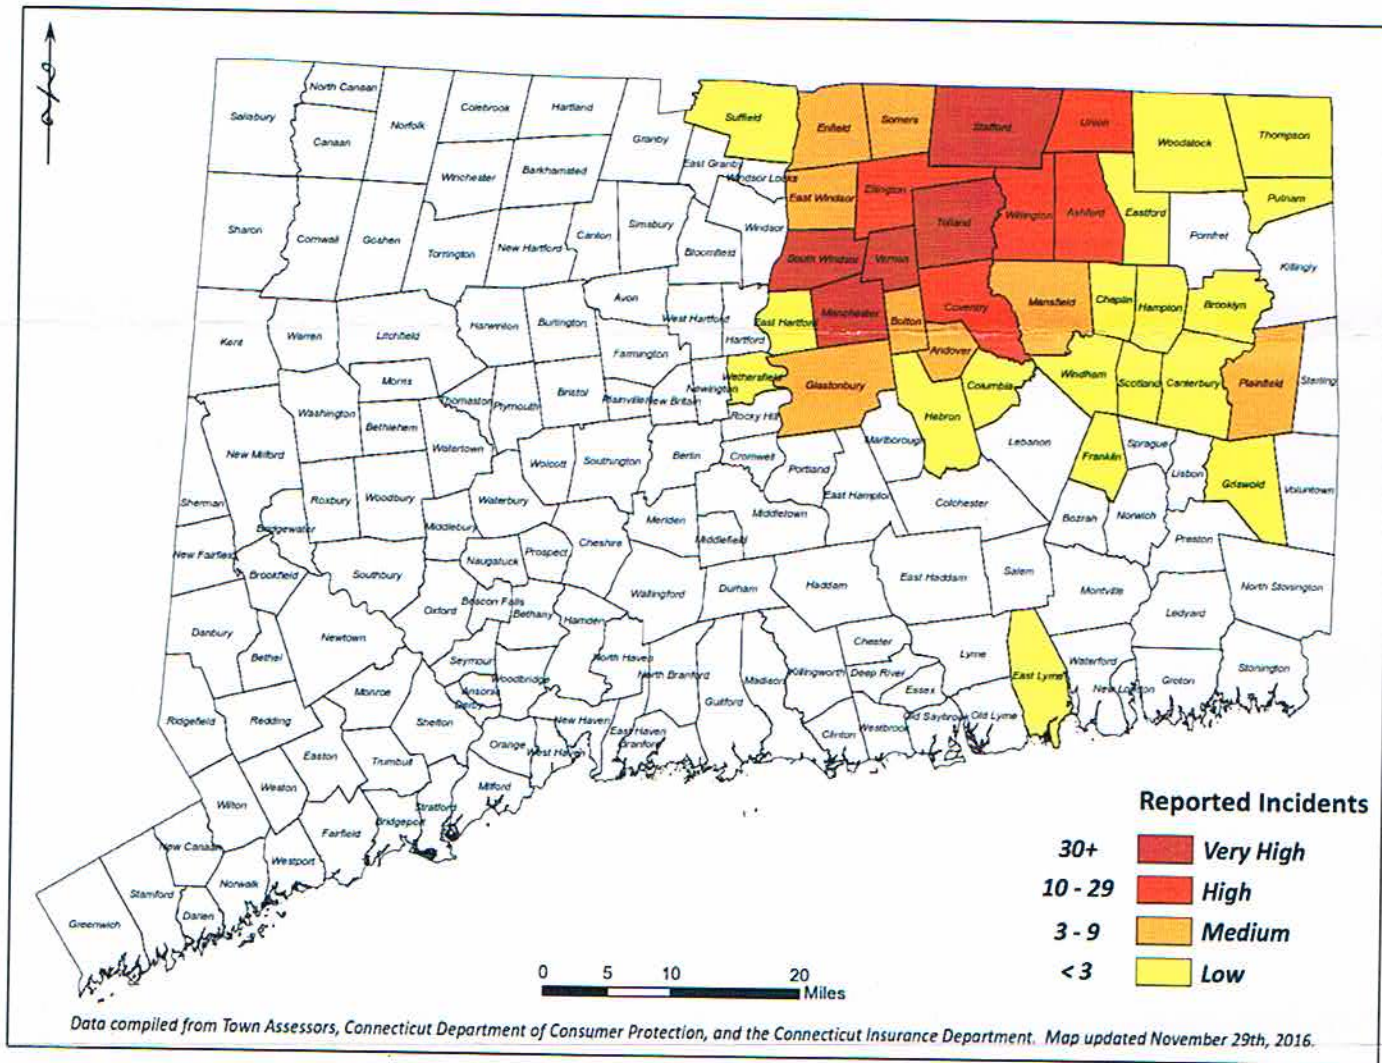 North Canaan
Salisbury
Canaan
Norfolk
Colebrook
Hartland
Granby
Suffield
Enfield
Somers
Stafford
Union
Woodstock
Thompson
East Granby
Windsor Locks
Winchester
Barkhamsted
East Windsor
Ellington
Tolland
Willington
Ashford
Eastford
Putnam
Sharon
Cornwall
Goshen
Torrington
New Hartford
Canton
Simsbury
Bloomfield
Windsor
South Windsor
Vernon
Pomfret
Killingly
Kent
Warren
Litchfield
Harwinton
Burlington
Avon
West Hartford
Hartford
East Hartford
Manchester
Bolton
Coventry
Mansfield
Chaplin
Hampton
Brooklyn
Farmington
Andover
Morris
Thomaston
Plymouth
Bristol
Plainville
New Britain
Newington
Wethersfield
Glastonbury
Columbia
Windham
Scotland
Canterbury
Plainfield
Sterling
Washington
Bethlehem
Watertown
Rocky Hill
Hebron
Marlborough
Lebanon
Franklin
Sprague
Lisbon
Griswold
Voluntown
New Milford
Wolcott
Southington
Berlin
Cromwell
Portland
East Hampton
Colchester
Sherman
Roxbury
Woodbury
Waterbury
Middlebury
Meriden
Middletown
Middlefield
Bozrah
Norwich
Preston
Bridgewater
New Fairfield
Brookfield
Southbury
Naugatuck
Prospect
Cheshire
Wallingford
Durham
Haddam
East Haddam
Salem
Montville
Ledyard
North Stonington
Danbury
Bethel
Newtown
Oxford
Beacon Falls
Bethany
Hamden
North Haven
North Branford
Guilford
Madison
Killingworth
Chester
Deep River
Essex
Lyme
East Lyme
Waterford
New London
Groton
Stonington
Seymour
Woodbridge
Ansonia
Derby
Monroe
Shelton
Ridgefield
Redding
Easton
Trumbull
Orange
West Haven
New Haven
East Haven
Branford
Clinton
Westbrook
Old Saybrook
Old Lyme
Weston
Wilton
Milford
Stratford
Bridgeport
Fairfield
Westport
New Canaan
Norwalk
Stamford
Darien
Greenwich
Reported Incidents
30+ Very High
10 - 29 High
3 - 9 Medium
< 3 Low
0 5 10 20
Miles
Data compiled from Town Assessors, Connecticut Department of Consumer Protection, and the Connecticut Insurance Department. Map updated November 29th, 2016.